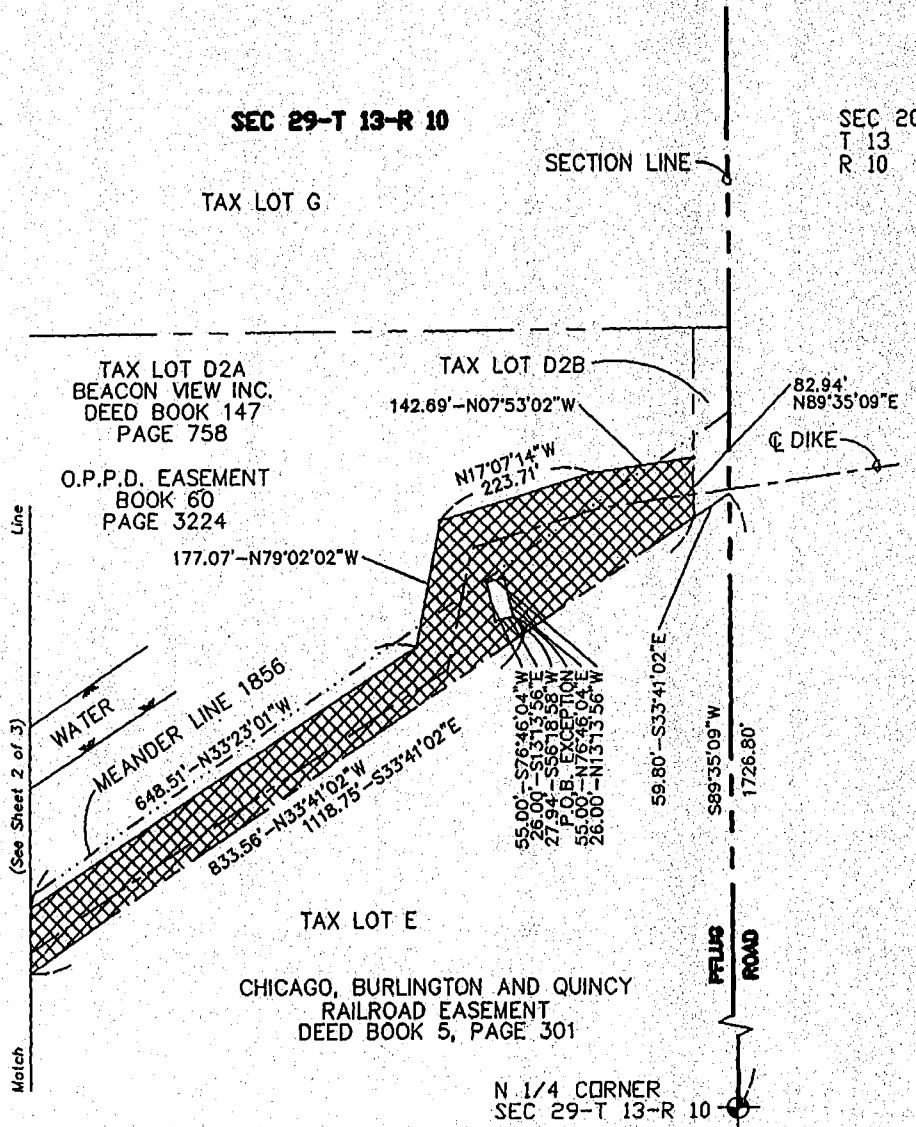 SEC 29-T 13-R 10
SEC 20
T 13
R 10
SECTION LINE
TAX LOT G
TAX LOT D2A
BEACON VIEW INC.
DEED BOOK 147
PAGE 758
TAX LOT D2B
142.69'-N07°53'02"W
82.94'
N89°35'09"E
℄ DIKE
O.P.P.D. EASEMENT
BOOK 60
PAGE 3224
N17°07'14"W
223.71'
177.07'-N79°02'02"W
WATER
MEANDER LINE 1856
648.51'-N33°23'01"W
833.56'-N33°41'02"W
1118.75'-S33°41'02"E
55.00'-S76°46'04"W
26.00'-S13°13'56"E
27.94'-S56°18'58"W
P.O.B. EXCEPTION
55.00'-N76°46'04"E
26.00'-N13°13'56"W
59.80'-S33°41'02"E
S89°35'09"W
1726.80'
Match (See Sheet 2 of 3) Line
TAX LOT E
CHICAGO, BURLINGTON AND QUINCY
RAILROAD EASEMENT
DEED BOOK 5, PAGE 301
PFLUG
ROAD
N 1/4 CORNER
SEC 29-T 13-R 10